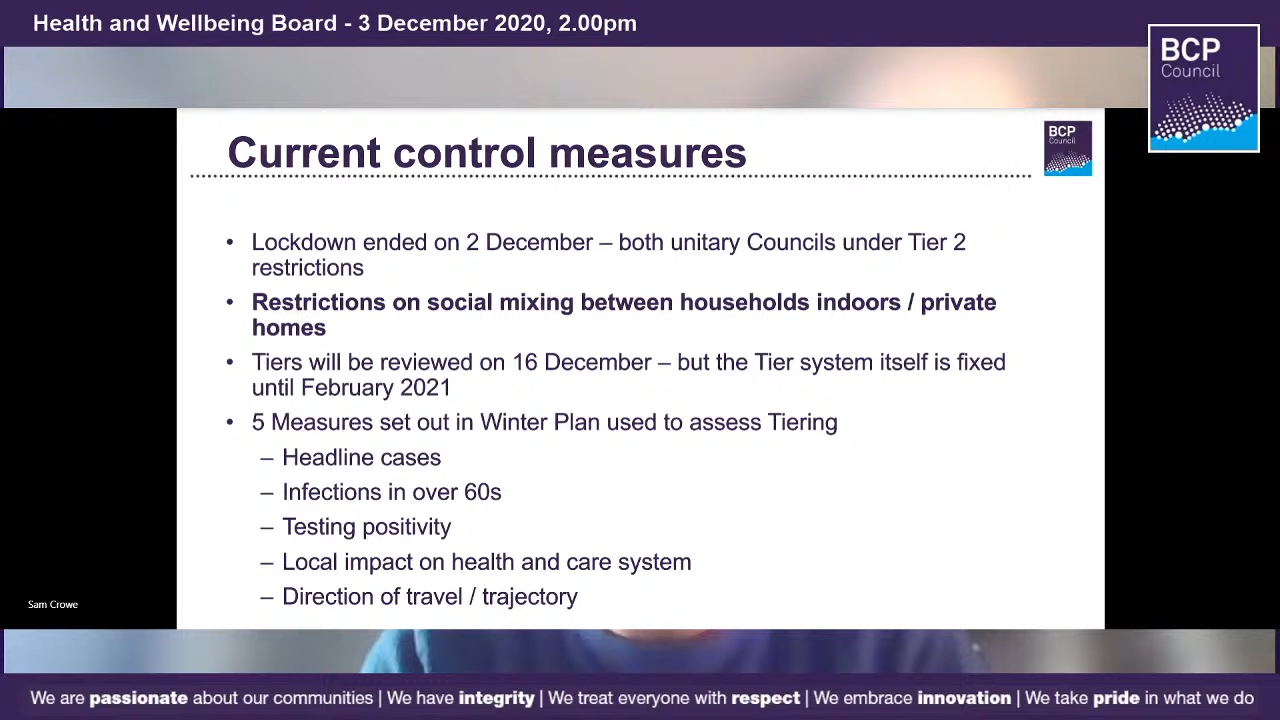 Health and Wellbeing Board - 3 December 2020, 2.00pm
BCP
Council
Current control measures
BCP
Council
• Lockdown ended on 2 December – both unitary Councils under Tier 2
restrictions
• Restrictions on social mixing between households indoors / private
homes
• Tiers will be reviewed on 16 December – but the Tier system itself is fixed
until February 2021
• 5 Measures set out in Winter Plan used to assess Tiering
– Headline cases
– Infections in over 60s
– Testing positivity
– Local impact on health and care system
– Direction of travel / trajectory
Sam Crowe
We are passionate about our communities | We have integrity | We treat everyone with respect | We embrace innovation | We take pride in what we do